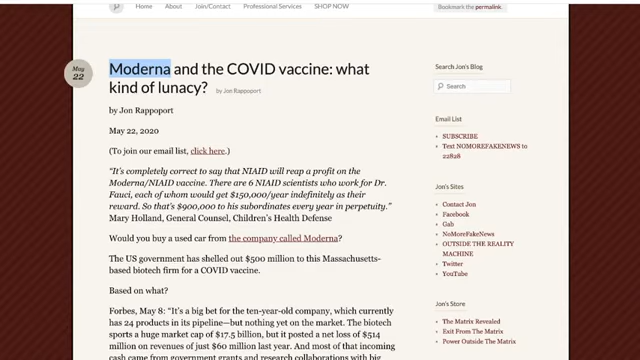 Home About Join/Contact Professional Services SHOP NOW
Bookmark the permalink.
May
22
Moderna and the COVID vaccine: what
kind of lunacy? by Jon Rappoport
by Jon Rappoport
May 22, 2020
(To join our email list, click here.)
“It’s completely correct to say that NIAID will reap a profit on the
Moderna/NIAID vaccine. There are 6 NIAID scientists who work for Dr.
Fauci, each of whom would get $150,000/year indefinitely as their
reward. So that’s $900,000 to his subordinates every year in perpetuity.”
Mary Holland, General Counsel, Children’s Health Defense
Would you buy a used car from the company called Moderna?
The US government has shelled out $500 million to this Massachusetts-
based biotech firm for a COVID vaccine.
Based on what?
Forbes, May 8: “It’s a big bet for the ten-year-old company, which currently
has 24 products in its pipeline—but nothing yet on the market. The biotech
sports a huge market cap of $17.5 billion, but it posted a net loss of $514
million on revenues of just $60 million last year. And most of that incoming
cash came from government grants and research collaborations with big
Search Jon's Blog
Search
Email List
SUBSCRIBE
Text NOMOREFAKENEWS to
22828
Jon's Sites
Contact Jon
Facebook
Gab
NoMoreFakeNews
OUTSIDE THE REALITY
MACHINE
Twitter
YouTube
Jon's Store
The Matrix Revealed
Exit From The Matrix
Power Outside The Matrix